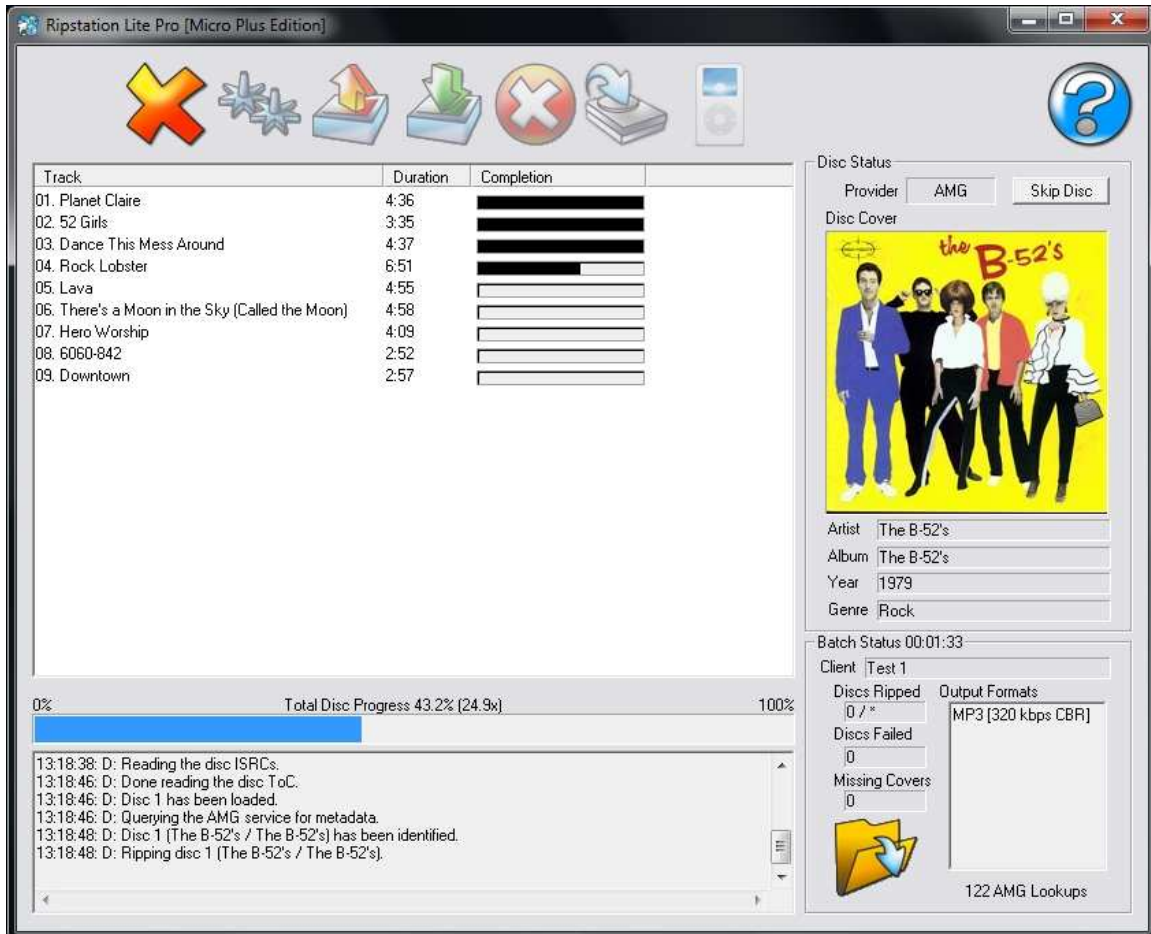 Ripstation Lite Pro [Micro Plus Edition]
Track Duration Completion
01. Planet Claire 4:36
02. 52 Girls 3:35
03. Dance This Mess Around 4:37
04. Rock Lobster 6:51
05. Lava 4:55
06. There's a Moon in the Sky (Called the Moon) 4:58
07. Hero Worship 4:09
08. 6060-842 2:52
09. Downtown 2:57
0% Total Disc Progress 43.2% (24.9x) 100%
13:18:38: D: Reading the disc ISRCs.
13:18:46: D: Done reading the disc ToC.
13:18:46: D: Disc 1 has been loaded.
13:18:46: D: Querying the AMG service for metadata.
13:18:48: D: Disc 1 (The B-52's / The B-52's) has been identified.
13:18:48: D: Ripping disc 1 (The B-52's / The B-52's).
Disc Status
Provider AMG Skip Disc
Disc Cover
the B-52's
Artist The B-52's
Album The B-52's
Year 1979
Genre Rock
Batch Status 00:01:33
Client Test 1
Discs Ripped Output Formats
0 / * MP3 [320 kbps CBR]
Discs Failed
0
Missing Covers
0
122 AMG Lookups